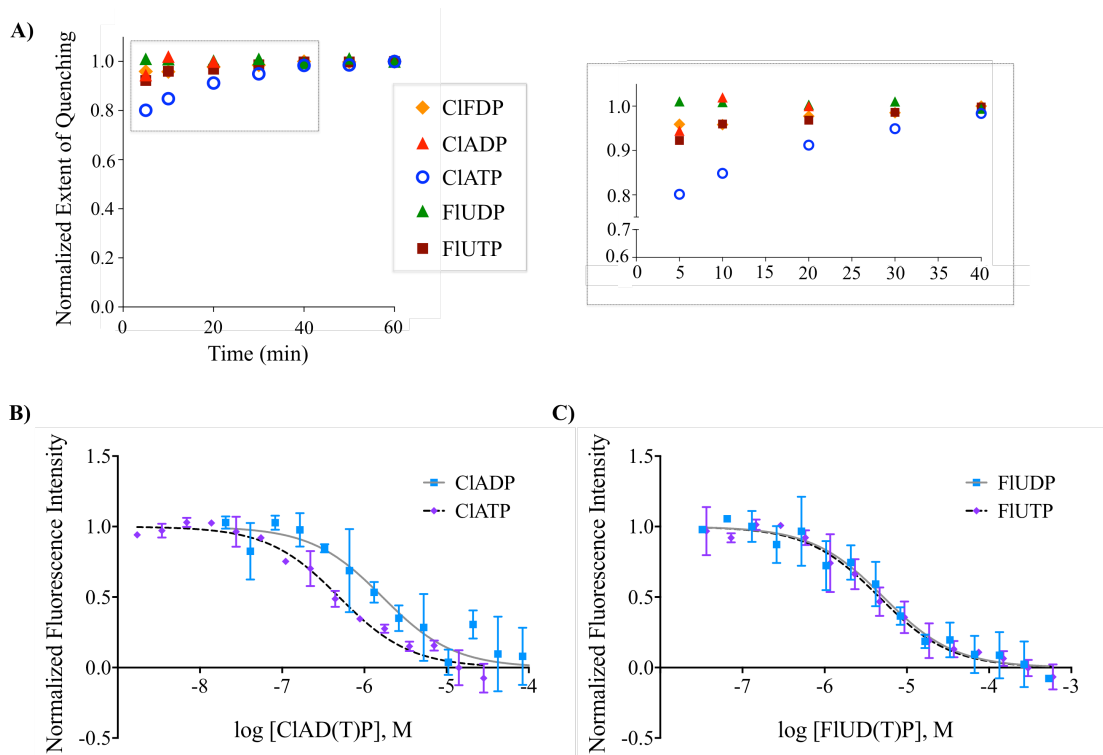 A)
Normalized Extent of Quenching
1.0
0.8
0.6
0.4
0.2
0.0
0
20
40
60
Time (min)
ClFDP
ClADP
ClATP
FlUDP
FlUTP
1.0
0.9
0.8
0.7
0.6
0
5
10
15
20
25
30
35
40
B)
Normalized Fluorescence Intensity
1.5
1.0
0.5
0.0
-0.5
-8
-7
-6
-5
-4
ClADP
ClATP
log [ClAD(T)P], M
C)
Normalized Fluorescence Intensity
1.5
1.0
0.5
0.0
-0.5
-7
-6
-5
-4
-3
FlUDP
FlUTP
log [FlUD(T)P], M